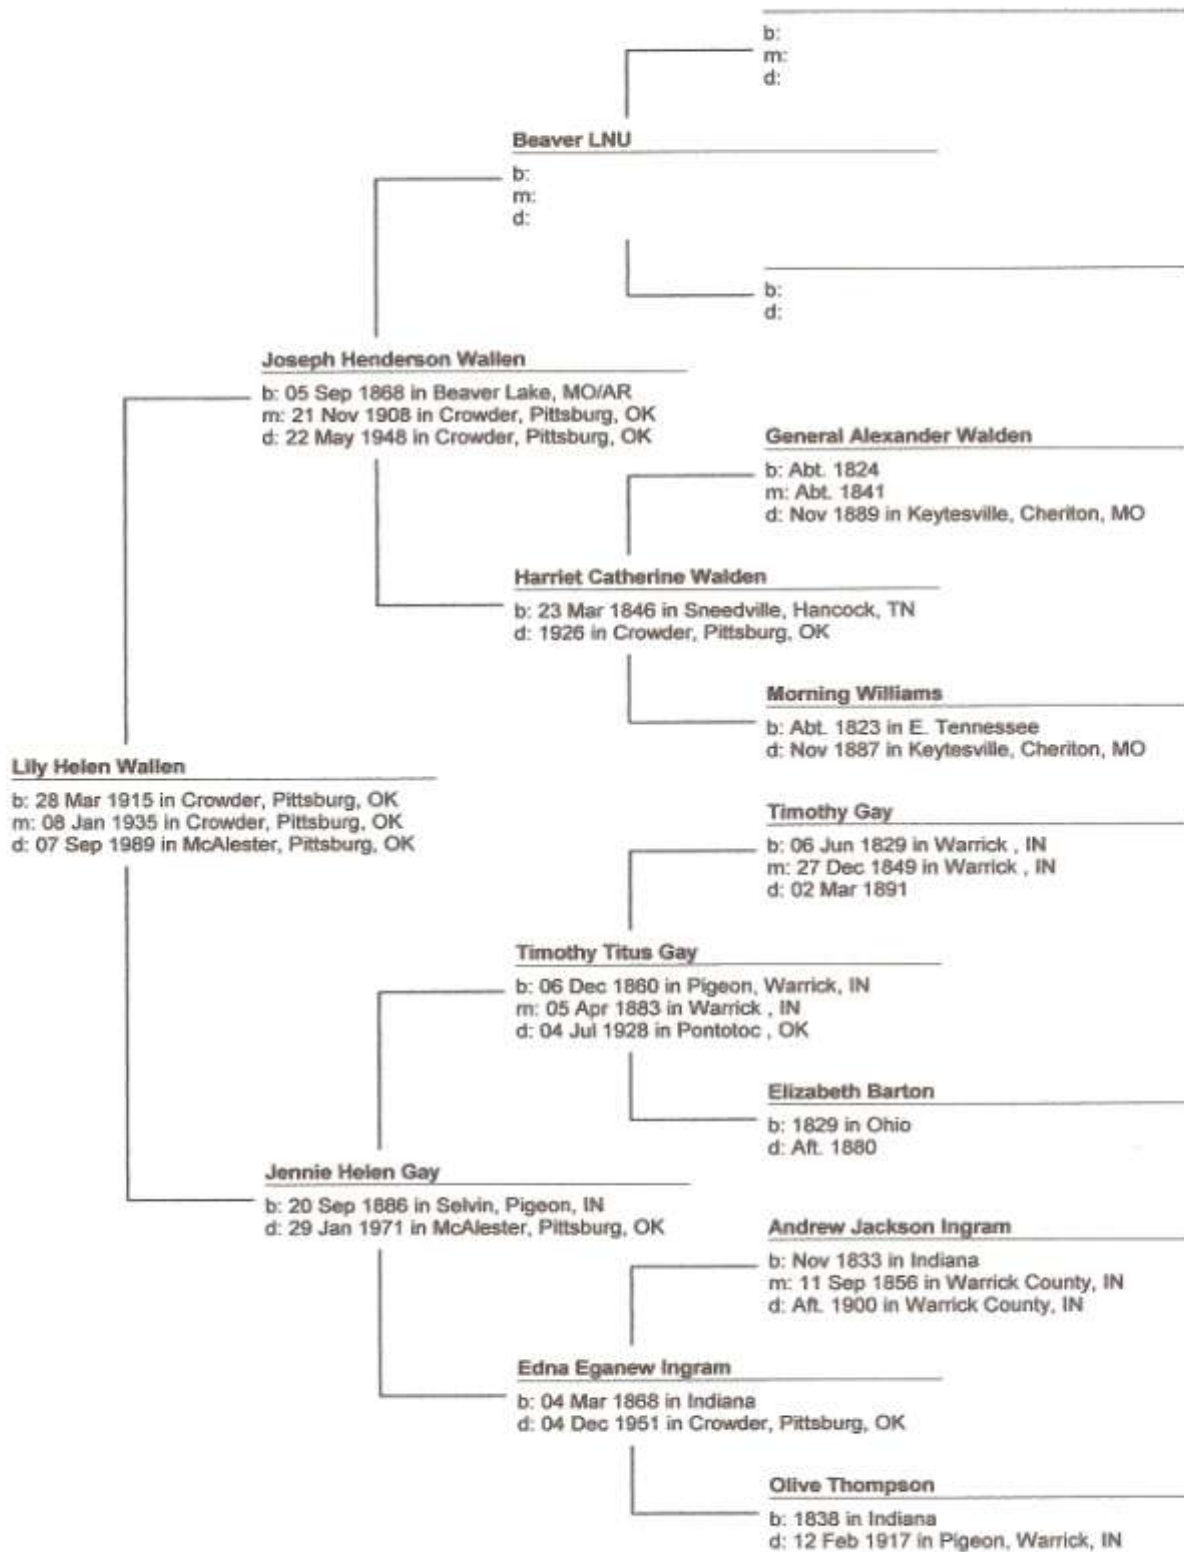 b:
m:
d:
Beaver LNU
b:
m:
d:
b:
d:
Joseph Henderson Wallen
b: 05 Sep 1868 in Beaver Lake, MO/AR
m: 21 Nov 1908 in Crowder, Pittsburg, OK
d: 22 May 1948 in Crowder, Pittsburg, OK
General Alexander Walden
b: Abt. 1824
m: Abt. 1841
d: Nov 1889 in Keytesville, Cheriton, MO
Harriet Catherine Walden
b: 23 Mar 1846 in Sneedville, Hancock, TN
d: 1926 in Crowder, Pittsburg, OK
Morning Williams
b: Abt. 1823 in E. Tennessee
d: Nov 1887 in Keytesville, Cheriton, MO
Lily Helen Wallen
b: 28 Mar 1915 in Crowder, Pittsburg, OK
m: 08 Jan 1935 in Crowder, Pittsburg, OK
d: 07 Sep 1989 in McAlester, Pittsburg, OK
Timothy Gay
b: 06 Jun 1829 in Warrick , IN
m: 27 Dec 1849 in Warrick , IN
d: 02 Mar 1891
Timothy Titus Gay
b: 06 Dec 1860 in Pigeon, Warrick, IN
m: 05 Apr 1883 in Warrick , IN
d: 04 Jul 1928 in Pontotoc , OK
Elizabeth Barton
b: 1829 in Ohio
d: Aft. 1880
Jennie Helen Gay
b: 20 Sep 1886 in Selvin, Pigeon, IN
d: 29 Jan 1971 in McAlester, Pittsburg, OK
Andrew Jackson Ingram
b: Nov 1833 in Indiana
m: 11 Sep 1856 in Warrick County, IN
d: Aft. 1900 in Warrick County, IN
Edna Eganew Ingram
b: 04 Mar 1868 in Indiana
d: 04 Dec 1951 in Crowder, Pittsburg, OK
Olive Thompson
b: 1838 in Indiana
d: 12 Feb 1917 in Pigeon, Warrick, IN